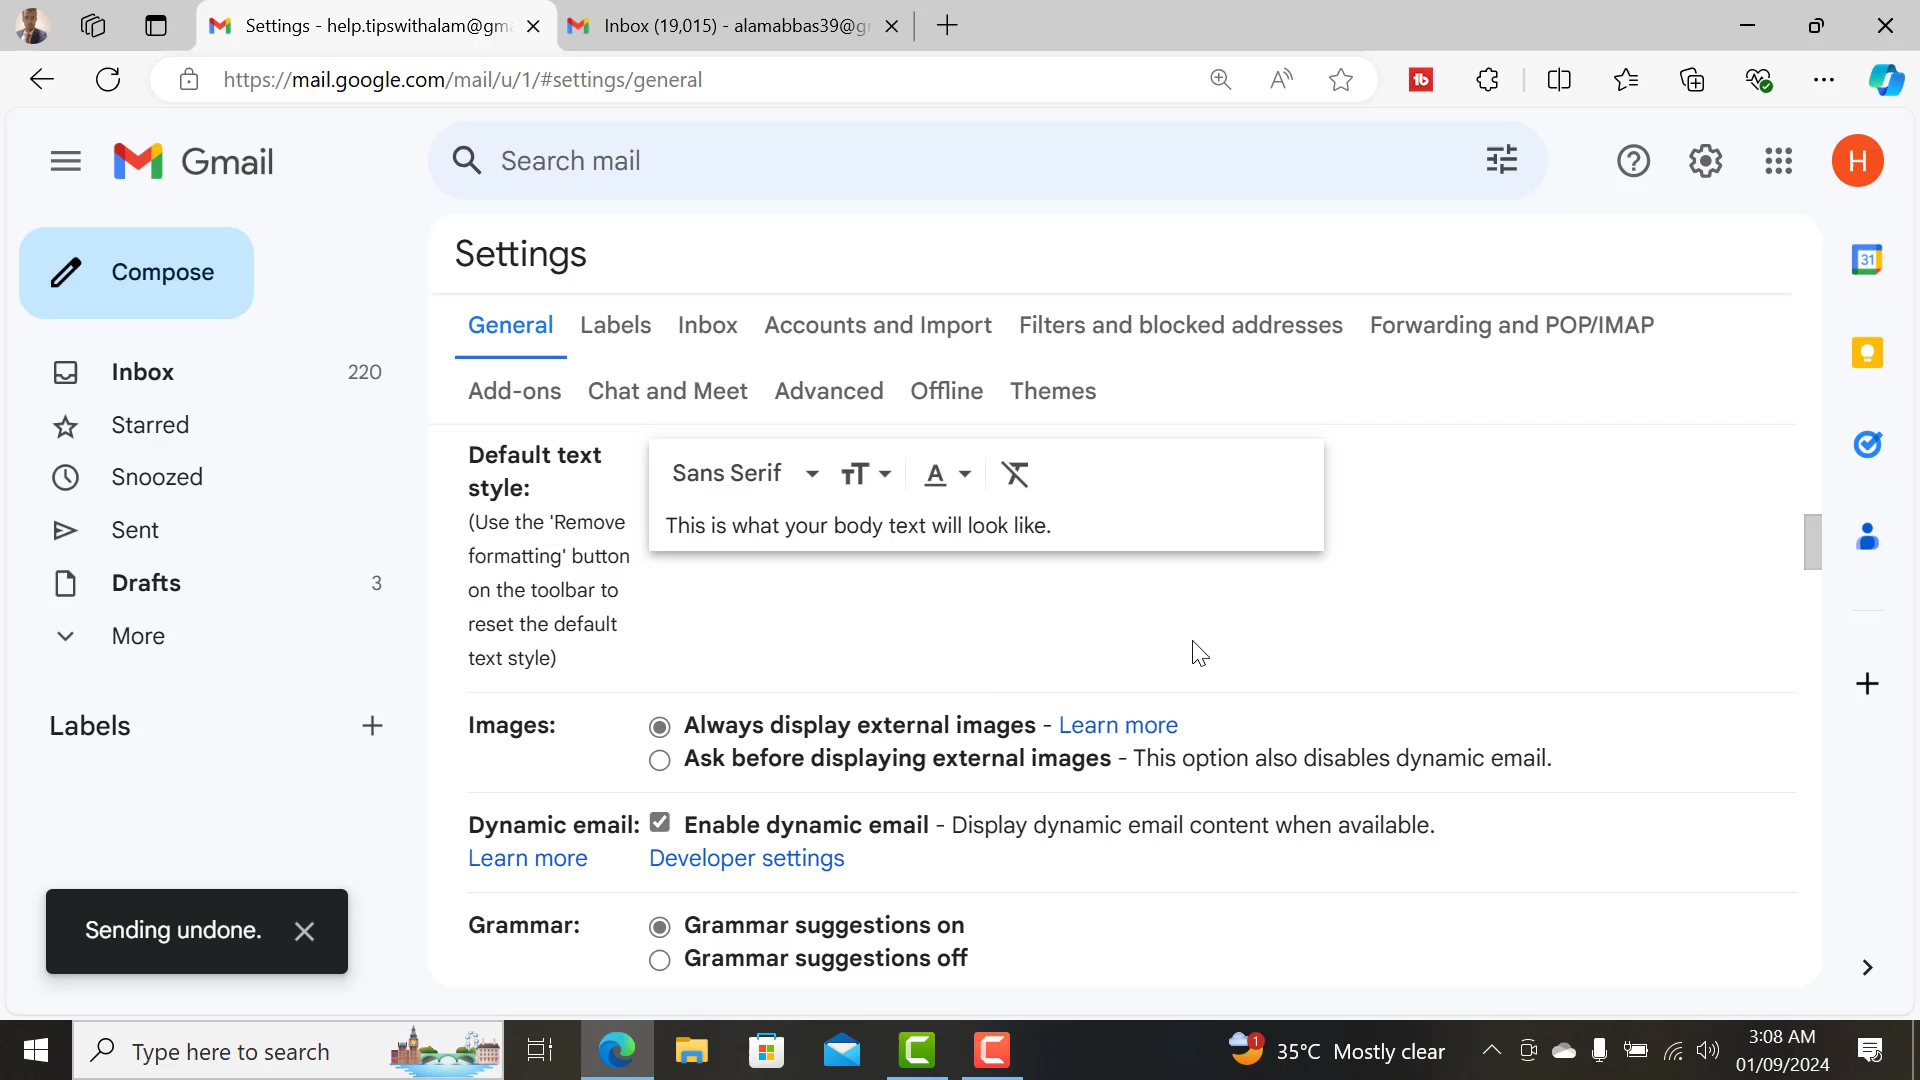 Settings - help.tipswithalam@gm
Inbox (19,015) - alamabbas39@g
https://mail.google.com/mail/u/1/#settings/general
Gmail
Search mail
H
Compose
Inbox 220
Starred
Snoozed
Sent
Drafts 3
More
Labels
Sending undone.
Settings
General Labels Inbox Accounts and Import Filters and blocked addresses Forwarding and POP/IMAP
Add-ons Chat and Meet Advanced Offline Themes
Default text
style:
(Use the 'Remove
formatting' button
on the toolbar to
reset the default
text style)
Sans Serif
This is what your body text will look like.
Images:
Always display external images - Learn more
Ask before displaying external images - This option also disables dynamic email.
Dynamic email:
Learn more
Enable dynamic email - Display dynamic email content when available.
Developer settings
Grammar:
Grammar suggestions on
Grammar suggestions off
31
Type here to search
1
35°C Mostly clear
3:08 AM
01/09/2024